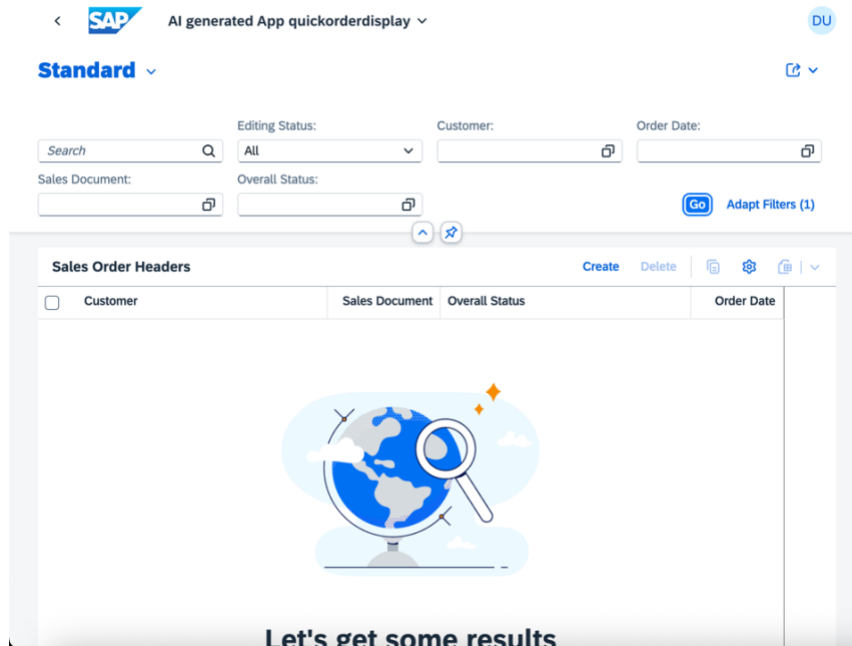 SAP AI generated App quickorderdisplay DU
Standard
Editing Status: Customer: Order Date:
Search All
Sales Document: Overall Status:
Go Adapt Filters (1)
Sales Order Headers Create Delete
Customer Sales Document Overall Status Order Date
Let's get some results